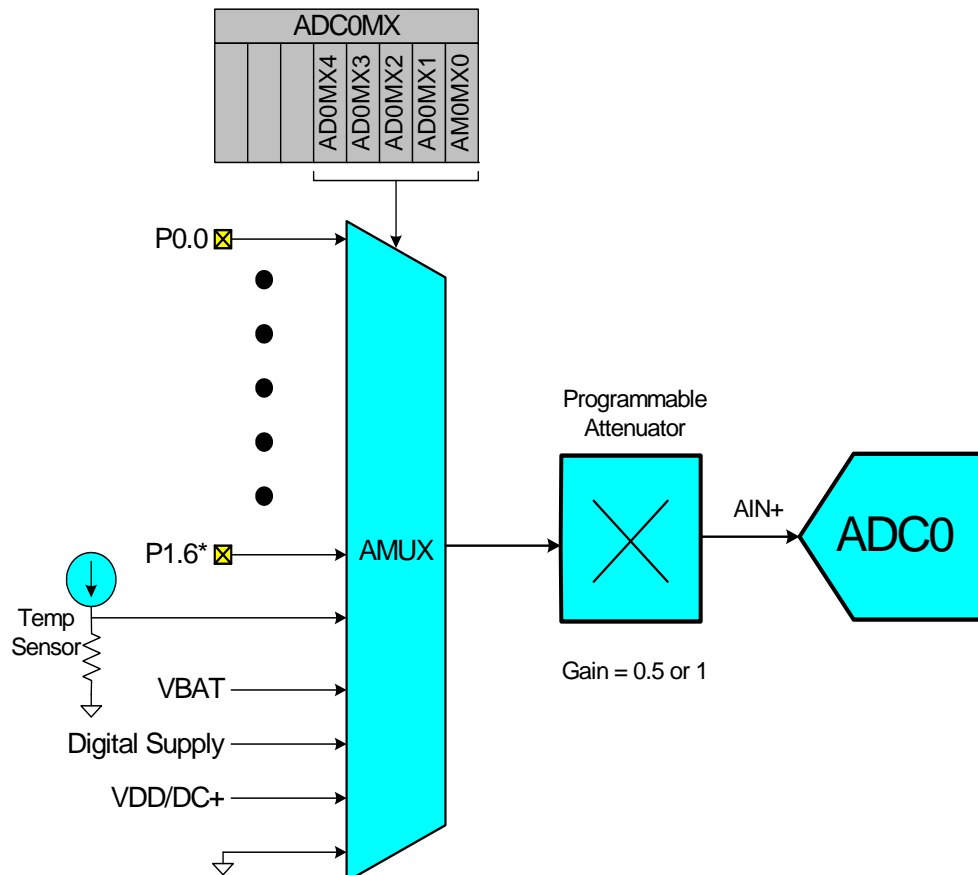 ADC0MX
AD0MX4
AD0MX3
AD0MX2
AD0MX1
AM0MX0
P0.0
Programmable
Attenuator
AIN+
ADC0
P1.6*
AMUX
Temp
Sensor
Gain = 0.5 or 1
VBAT
Digital Supply
VDD/DC+